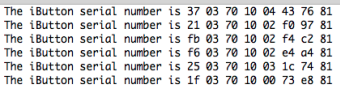 The iButton serial number is 37 03 70 10 04 43 76 81
The iButton serial number is 21 03 70 10 02 f0 97 81
The iButton serial number is fb 03 70 10 02 f4 c2 81
The iButton serial number is f6 03 70 10 02 e4 a4 81
The iButton serial number is 25 03 70 10 03 1c 74 81
The iButton serial number is 1f 03 70 10 00 73 e8 81